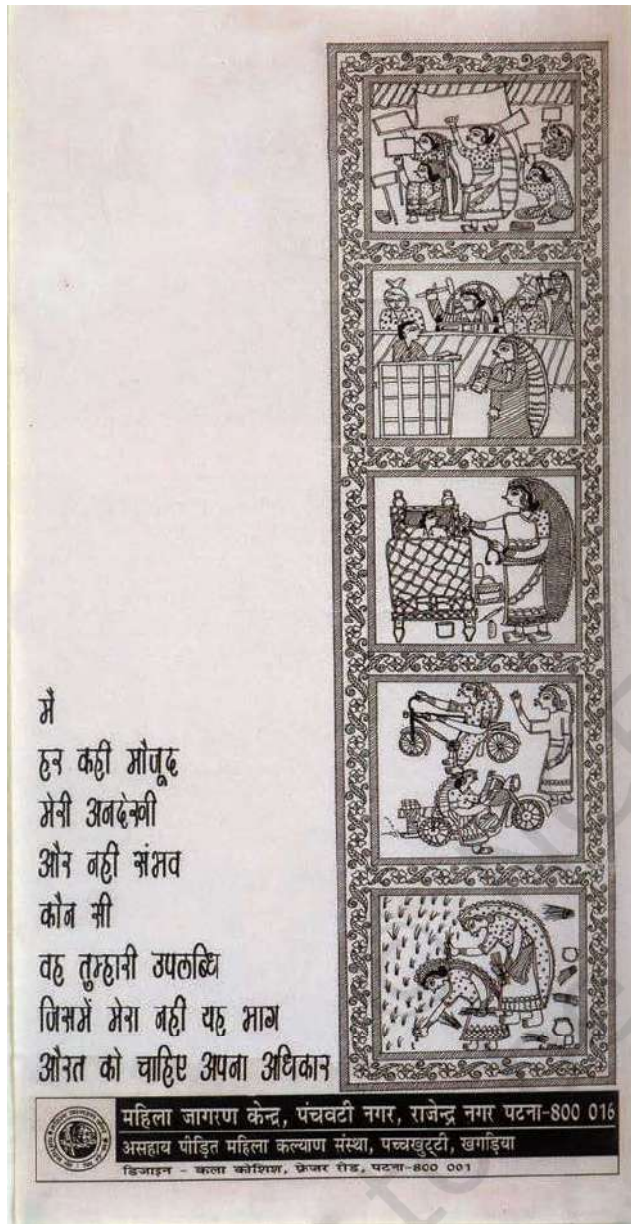 मैं
हर कहीं मौजूद
मेरी अनदेखी
और नहीं संभव
कौन सी
वह तुम्हारी उपलब्धि
जिसमें मेरा नहीं यह भाग
औरत को चाहिए अपना अधिकार
महिला जागरण केन्द्र, पंचवटी नगर, राजेन्द्र नगर पटना-800 016
असहाय पीड़ित महिला कल्याण संस्था, पच्चखुट्टी, खगड़िया
डिजाइन - कला कोशिश, फ्रेजर रोड, पटना-800 001